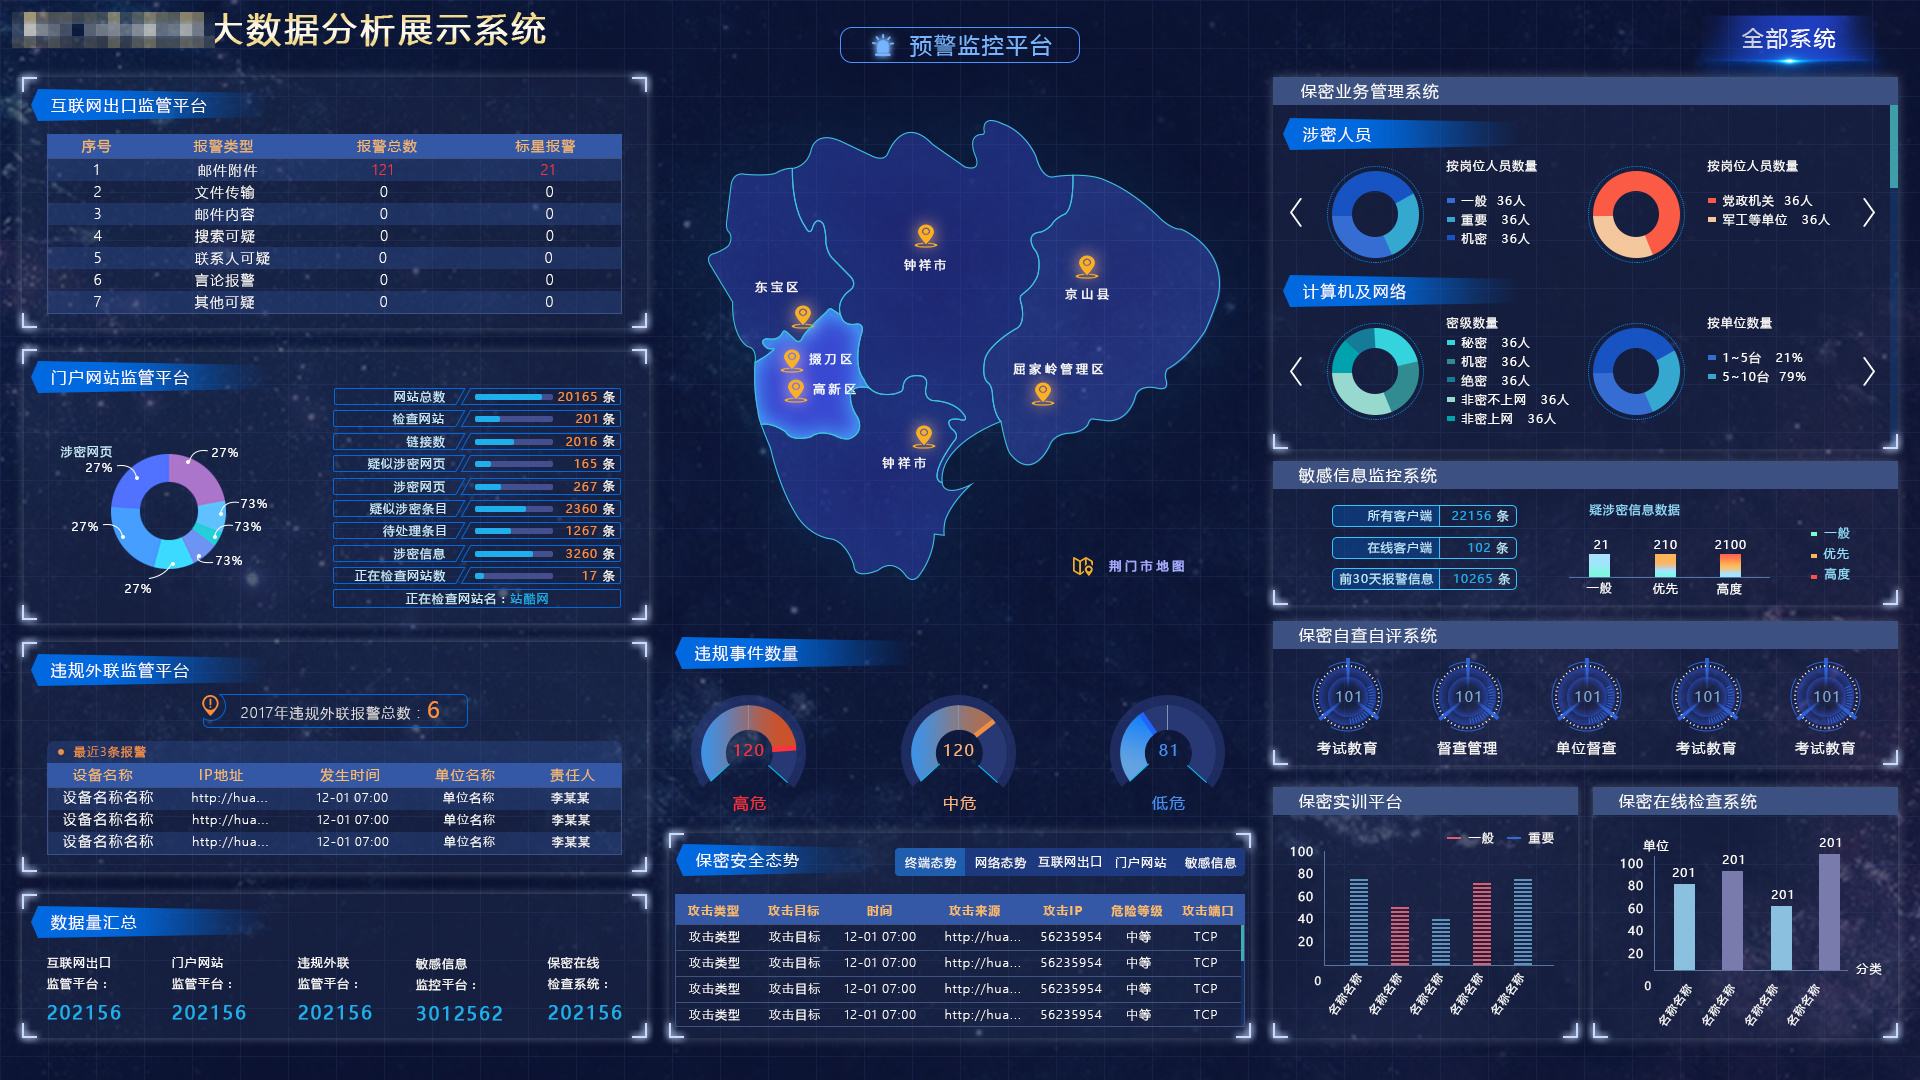 大数据分析展示系统
预警监控平台
全部系统
互联网出口监管平台
序号 报警类型 报警总数 标星报警
1 邮件附件 121 21
2 文件传输 0 0
3 邮件内容 0 0
4 搜索可疑 0 0
5 联系人可疑 0 0
6 言论报警 0 0
7 其他可疑 0 0
门户网站监管平台
涉密网页
27%
27%
73%
73%
27%
73%
27%
网站总数 20165 条
检查网站 201 条
链接数 2016 条
疑似涉密网页 165 条
涉密网页 267 条
疑似涉密条目 2360 条
待处理条目 1267 条
涉密信息 3260 条
正在检查网站数 17 条
正在检查网站名：站酷网
违规外联监管平台
2017年违规外联报警总数：6
最近3条报警
设备名称 IP地址 发生时间 单位名称 责任人
设备名称名称 http://hua... 12-01 07:00 单位名称 李某某
设备名称名称 http://hua... 12-01 07:00 单位名称 李某某
设备名称名称 http://hua... 12-01 07:00 单位名称 李某某
数据量汇总
互联网出口
监管平台：
202156
门户网站
监管平台：
202156
违规外联
监管平台：
202156
敏感信息
监控平台：
3012562
保密在线
检查系统：
202156
钟祥市
京山县
东宝区
掇刀区
高新区
屈家岭管理区
钟祥市
荆门市地图
违规事件数量
120
高危
120
中危
81
低危
保密安全态势
终端态势 网络态势 互联网出口 门户网站 敏感信息
攻击类型 攻击目标 时间 攻击来源 攻击IP 危险等级 攻击端口
攻击类型 攻击目标 12-01 07:00 http://hua... 56235954 中等 TCP
攻击类型 攻击目标 12-01 07:00 http://hua... 56235954 中等 TCP
攻击类型 攻击目标 12-01 07:00 http://hua... 56235954 中等 TCP
攻击类型 攻击目标 12-01 07:00 http://hua... 56235954 中等 TCP
保密业务管理系统
涉密人员
按岗位人员数量
一般 36人
重要 36人
机密 36人
按岗位人员数量
党政机关 36人
军工等单位 36人
计算机及网络
密级数量
秘密 36人
机密 36人
绝密 36人
非密不上网 36人
非密上网 36人
按单位数量
1~5台 21%
5~10台 79%
敏感信息监控系统
所有客户端 22156 条
在线客户端 102 条
前30天报警信息 10265 条
疑涉密信息数据
21 210 2100
一般 优先 高度
一般
优先
高度
保密自查自评系统
101 101 101 101 101
考试教育 督查管理 单位督查 考试教育 考试教育
保密实训平台
一般 重要
100
80
60
40
20
0
名称名称 名称名称 名称名称 名称名称 名称名称
保密在线检查系统
单位
100
80
60
40
20
0
201 201 201 201
分类
名称名称 名称名称 名称名称 名称名称